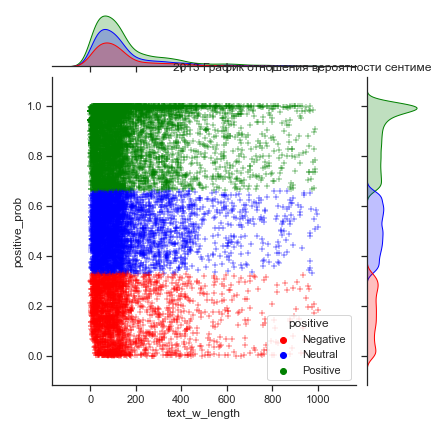 2015 График отношения вероятности сентиме
1.0
0.8
0.6
0.4
0.2
0.0
positive_prob
0
200
400
600
800
1000
text_w_length
positive
Negative
Neutral
Positive